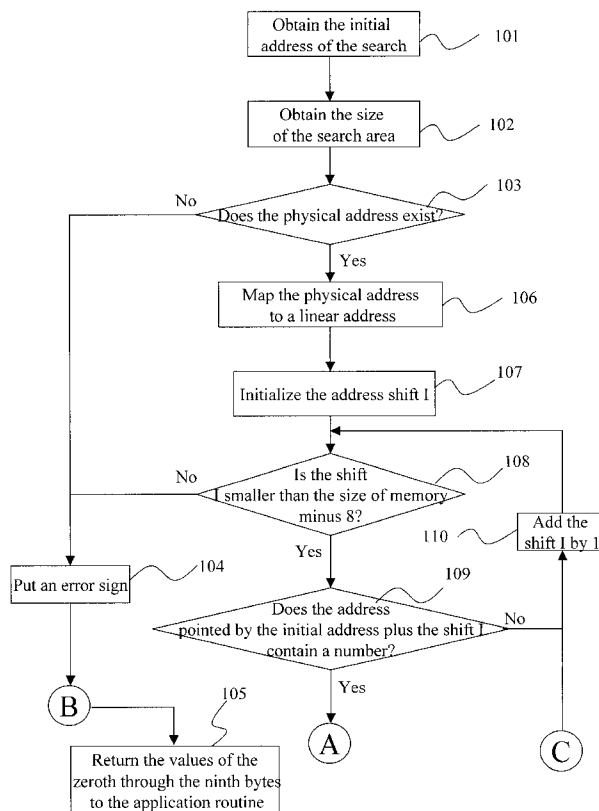 Obtain the initial
address of the search
101
Obtain the size
of the search area
102
103
No
Does the physical address exist?
Yes
Map the physical address
to a linear address
106
107
Initialize the address shift I
No
Is the shift
I smaller than the size of memory
minus 8?
108
Add the
shift I by 1
110
Yes
Put an error sign
104
109
Does the address
pointed by the initial address plus the shift I
contain a number?
No
Yes
B
105
A
C
Return the values of the
zeroth through the ninth bytes
to the application routine